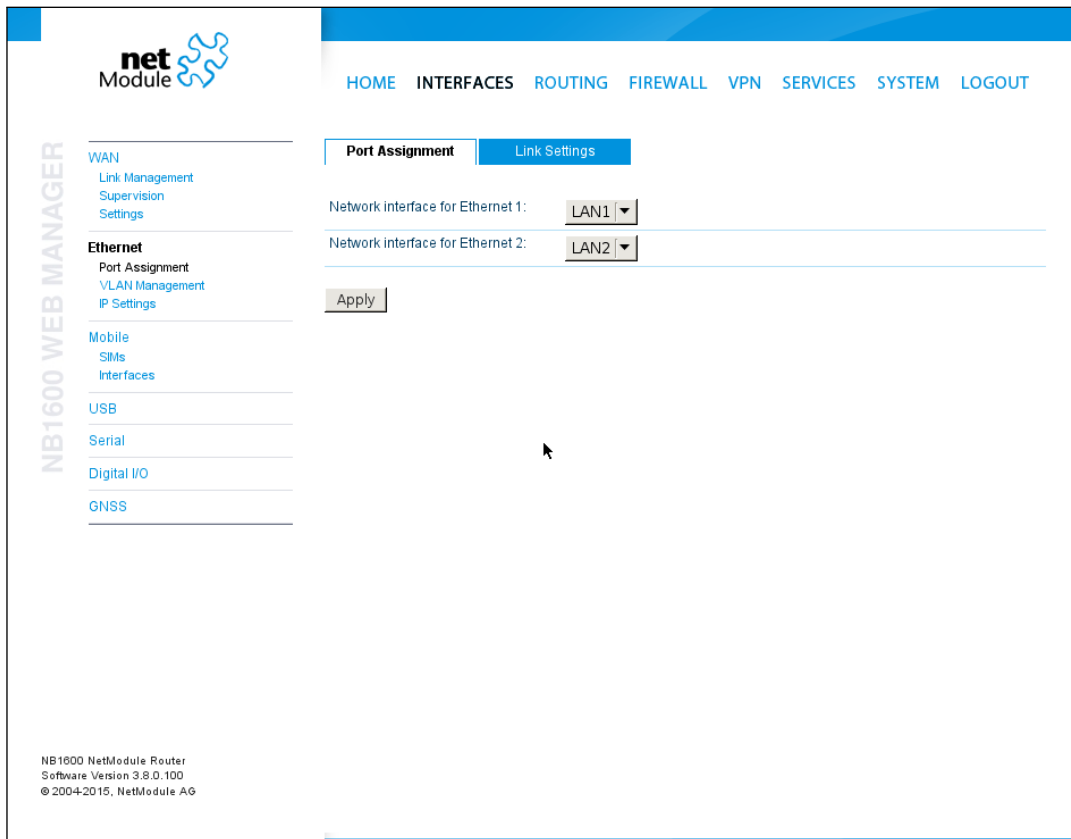 net
Module
HOME INTERFACES ROUTING FIREWALL VPN SERVICES SYSTEM LOGOUT
NB1600 WEB MANAGER
WAN
Link Management
Supervision
Settings
Ethernet
Port Assignment
VLAN Management
IP Settings
Mobile
SIMs
Interfaces
USB
Serial
Digital I/O
GNSS
Port Assignment Link Settings
Network interface for Ethernet 1: LAN1
Network interface for Ethernet 2: LAN2
Apply
NB1600 NetModule Router
Software Version 3.8.0.100
© 2004-2015, NetModule AG